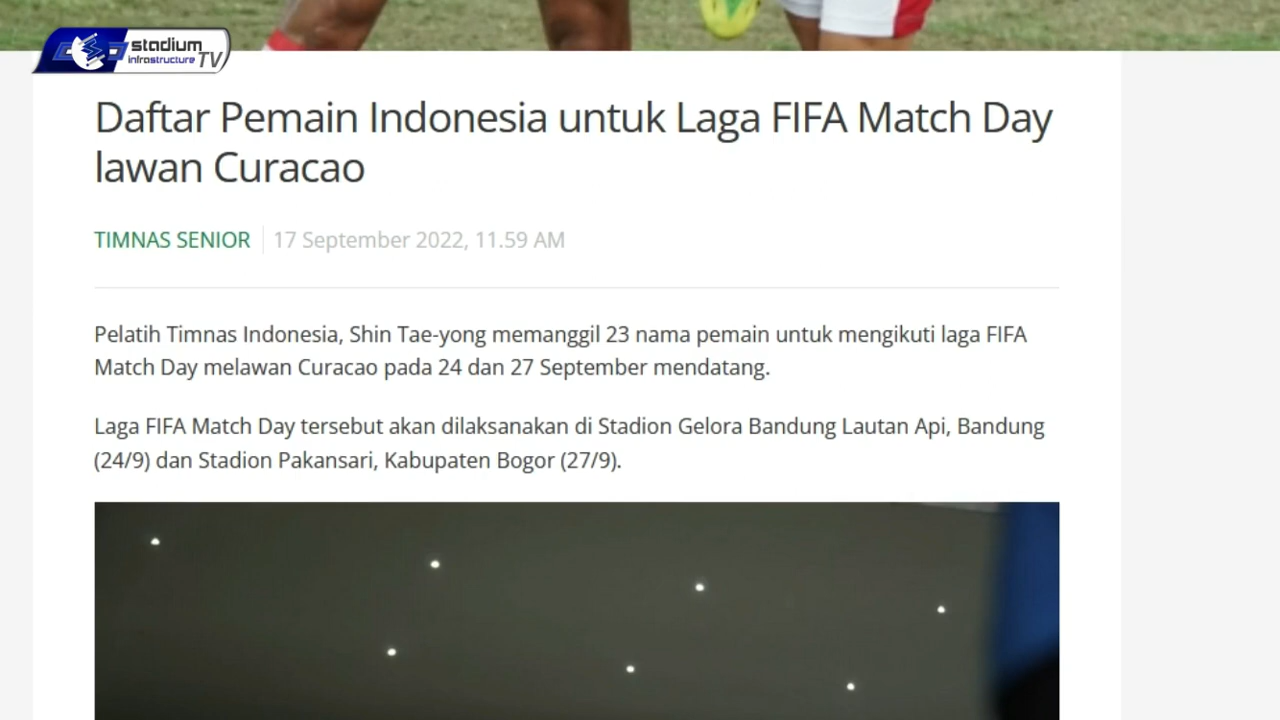 stadium
infrastructure TV
Daftar Pemain Indonesia untuk Laga FIFA Match Day
lawan Curacao
TIMNAS SENIOR 17 September 2022, 11.59 AM
Pelatih Timnas Indonesia, Shin Tae-yong memanggil 23 nama pemain untuk mengikuti laga FIFA
Match Day melawan Curacao pada 24 dan 27 September mendatang.
Laga FIFA Match Day tersebut akan dilaksanakan di Stadion Gelora Bandung Lautan Api, Bandung
(24/9) dan Stadion Pakansari, Kabupaten Bogor (27/9).